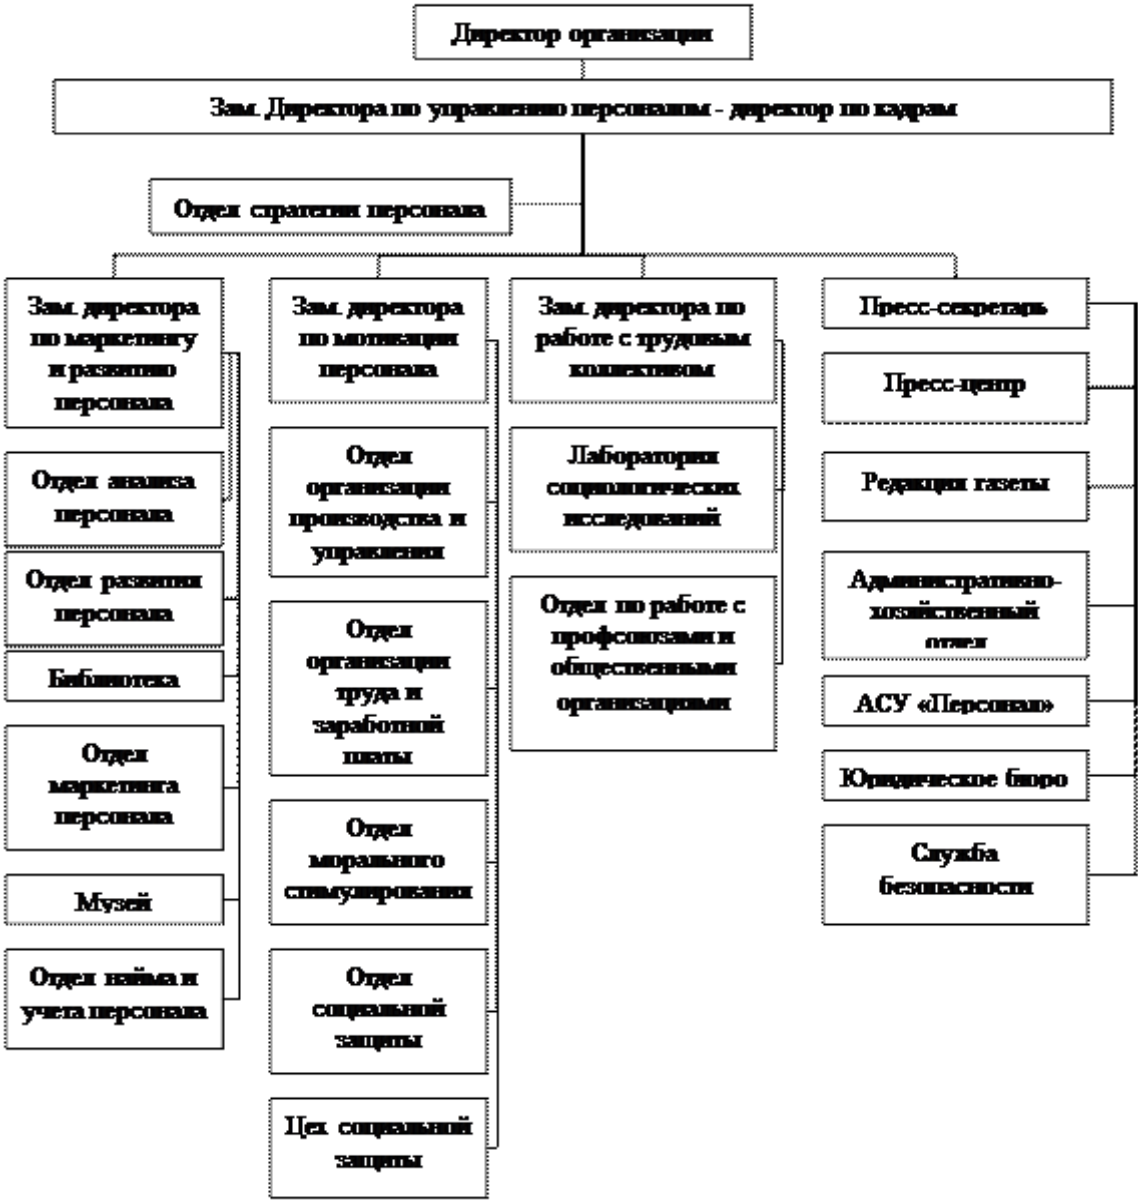 Директор организации
Зам. Директора по управлению персоналом - директор по кадрам
Отдел стратегии персонала
Зам. директора
по маркетингу
и развитию
персонала
Отдел анализа
персонала
Отдел развития
персонала
Библиотека
Отдел
маркетинга
персонала
Музей
Отдел найма и
учета персонала
Зам. директора
по мотивации
персонала
Отдел
организации
производства и
управления
Отдел
организации
труда и
заработной
платы
Отдел
морального
стимулирования
Отдел
социальной
защиты
Цех социальной
защиты
Зам. директора по
работе с трудовым
коллективом
Лаборатория
социологических
исследований
Отдел по работе с
профсоюзами и
общественными
организациями
Пресс-секретарь
Пресс-центр
Редакция газеты
Административно-
хозяйственный
отдел
АСУ «Персонал»
Юридическое бюро
Служба
безопасности